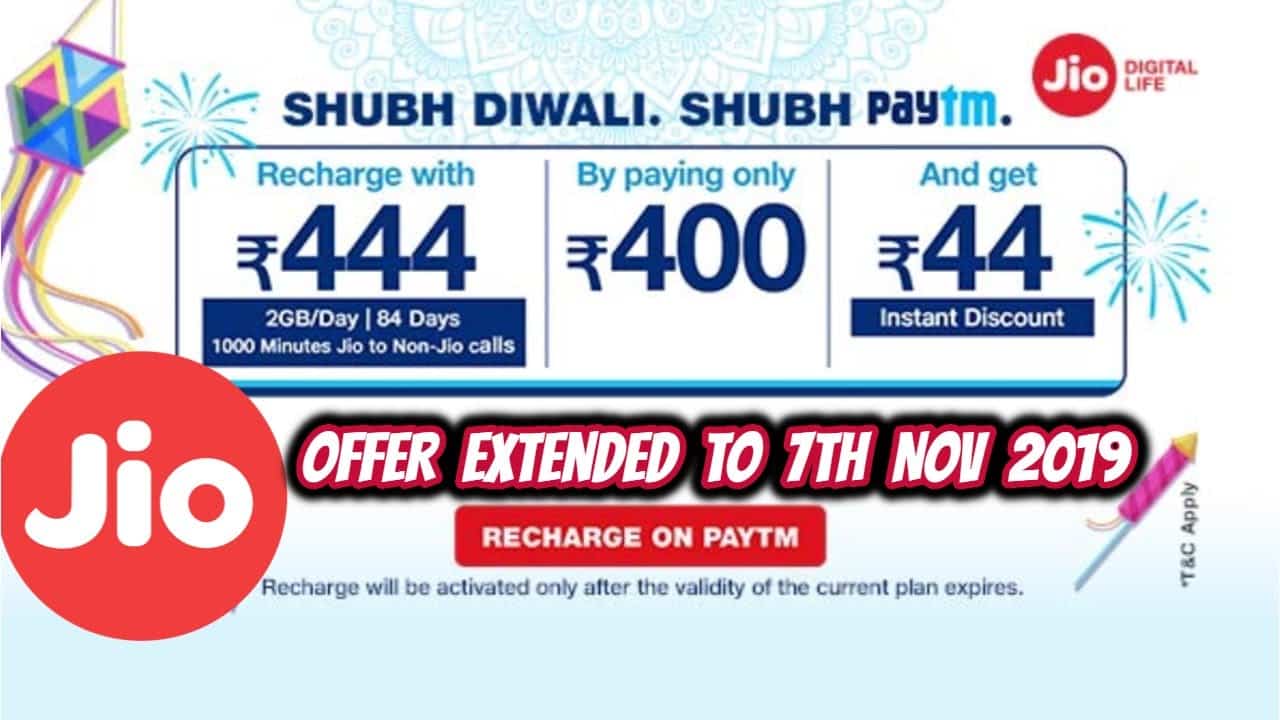 Jio DIGITAL LIFE
SHUBH DIWALI. SHUBH paytm.
Recharge with
₹444
2GB/Day | 84 Days
1000 Minutes Jio to Non-Jio calls
By paying only
₹400
And get
₹44
Instant Discount
Jio
OFFER EXTENDED TO 7TH NOV 2019
RECHARGE ON PAYTM
Recharge will be activated only after the validity of the current plan expires.
*T&C Apply